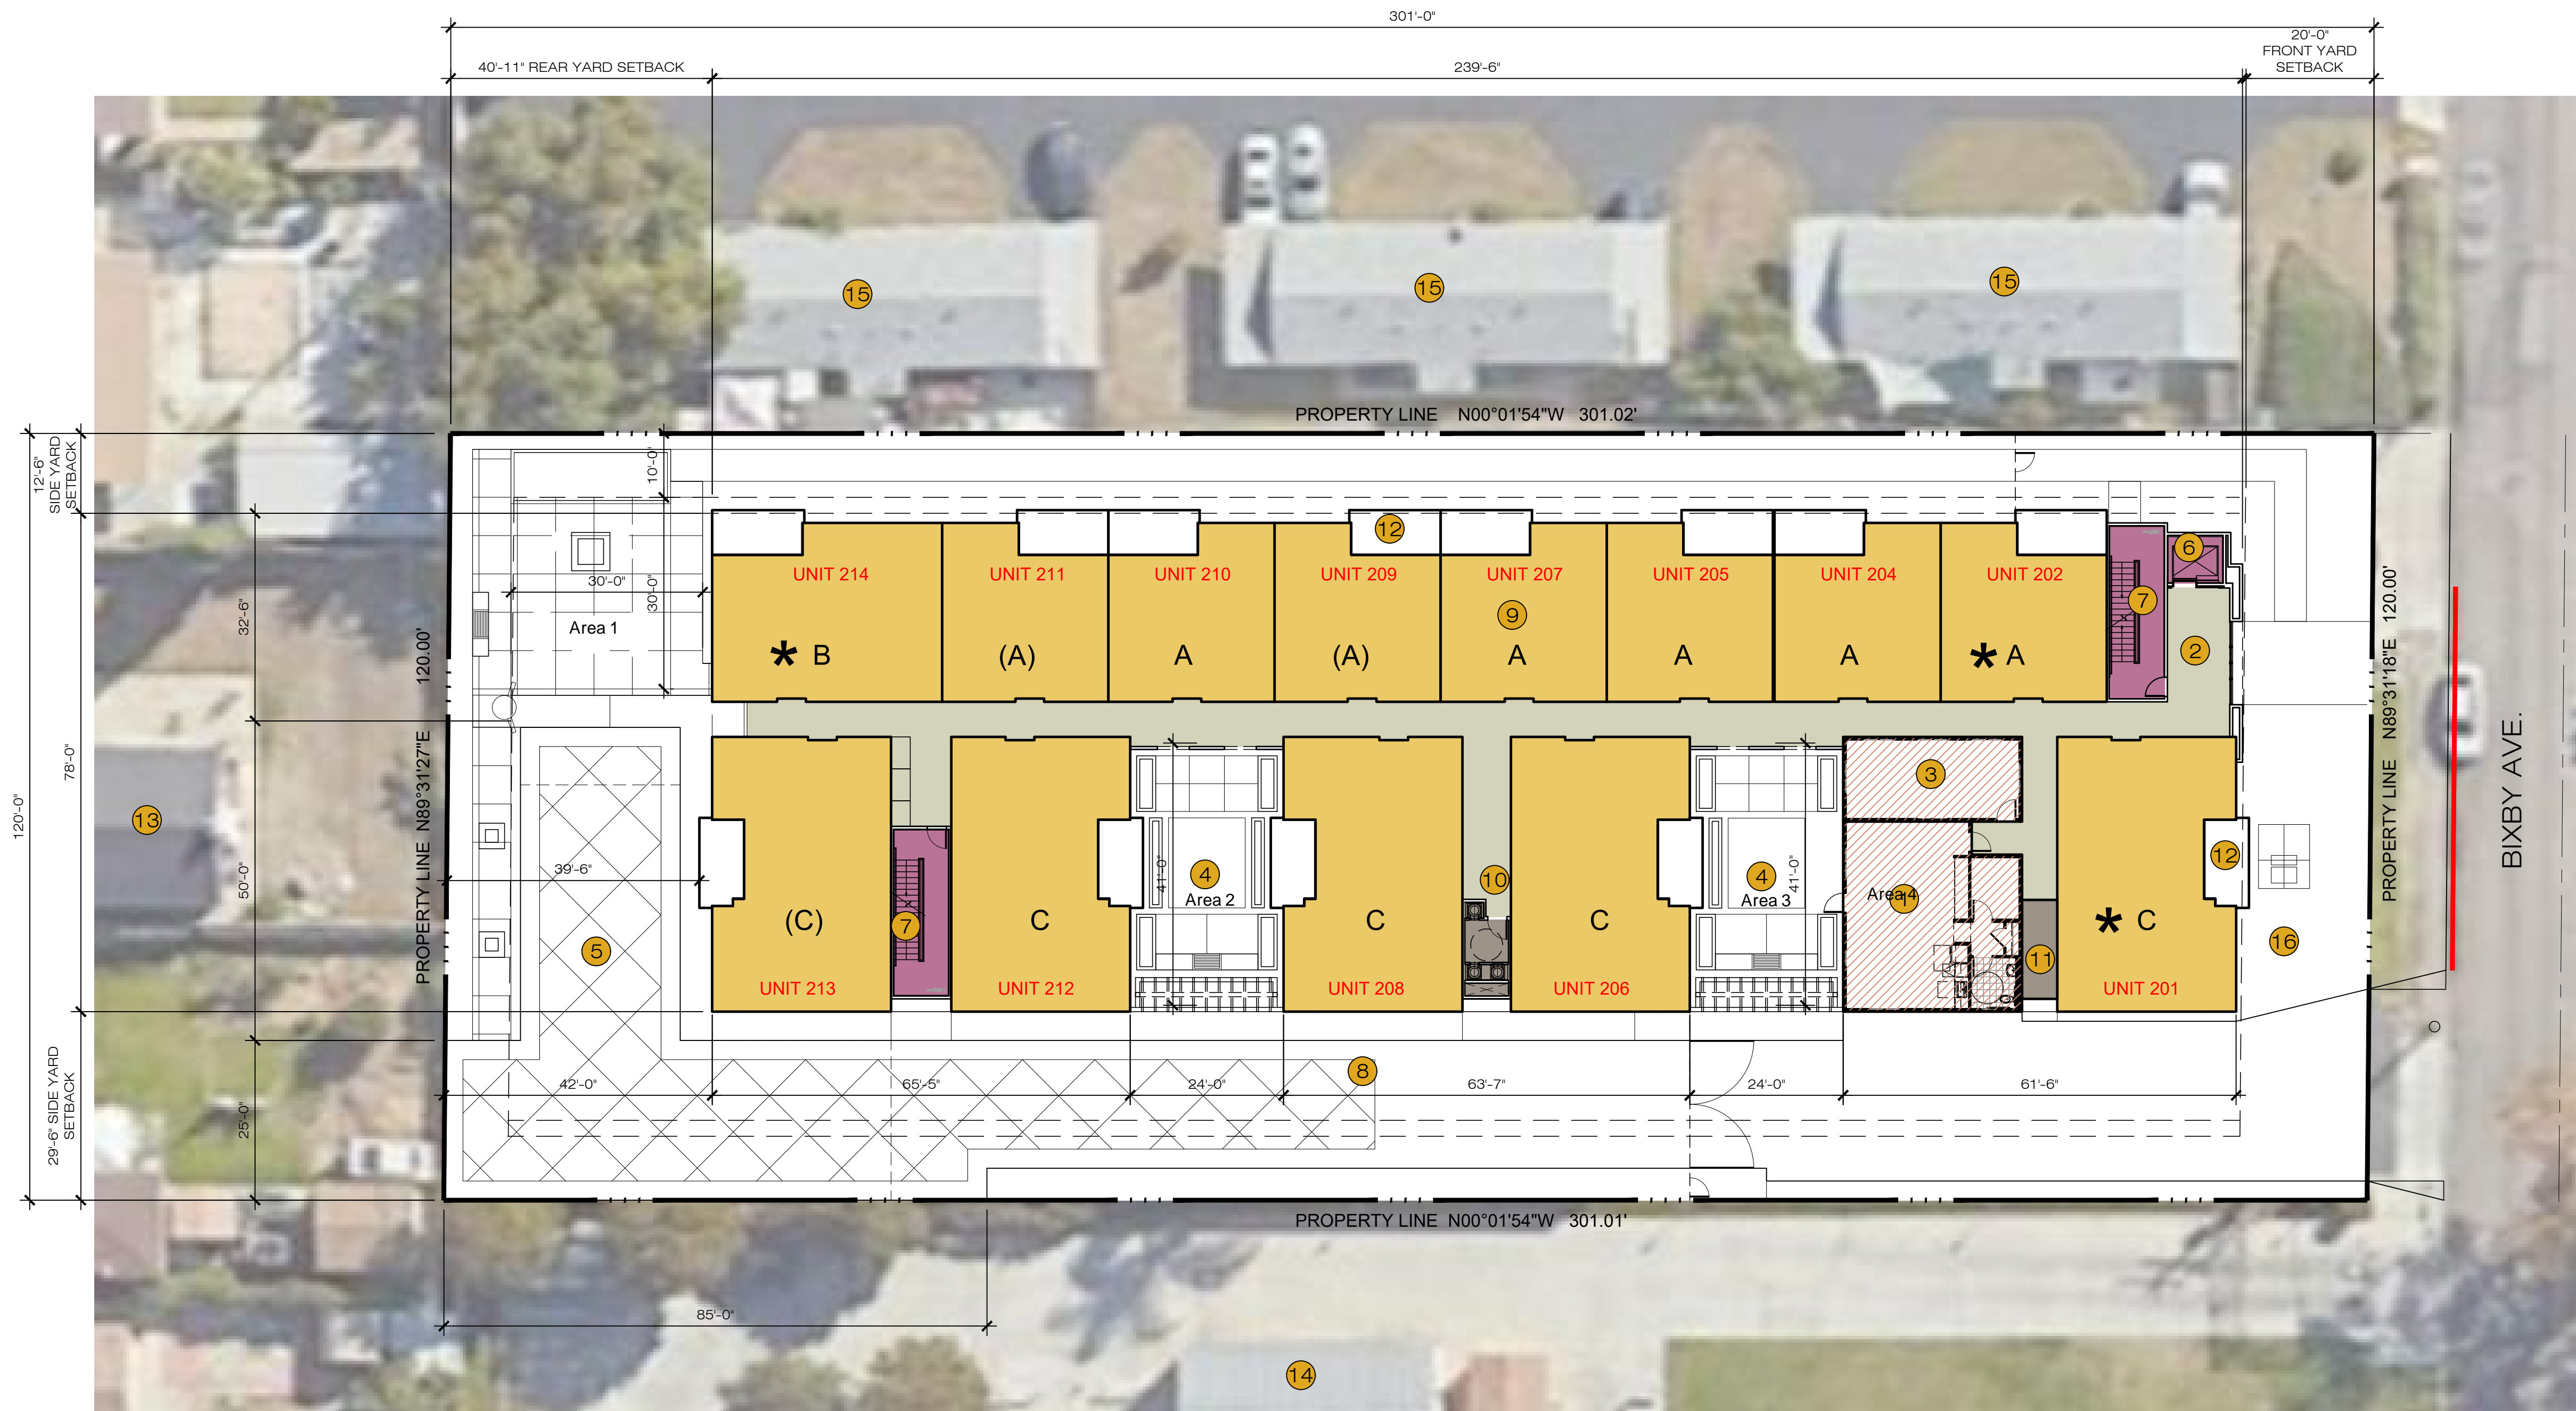 301'-0"
20'-0"
FRONT YARD
SETBACK
40'-11" REAR YARD SETBACK
239'-6"
15
15
15
PROPERTY LINE N00°01'54"W 301.02'
12'-6"
SIDE YARD
SETBACK
10'-0"
12
6
UNIT 214
UNIT 211
UNIT 210
UNIT 209
UNIT 207
UNIT 205
UNIT 204
UNIT 202
30'-0"
30'-0"
32'-6"
9
7
Area 1
2
* B
(A)
A
(A)
A
A
A
* A
PROPERTY LINE N89°31'27"E 120.00'
PROPERTY LINE N89°31'18"E 120.00'
BIXBY AVE.
78'-0"
120'-0"
3
13
50'-0"
39'-6"
41'-0"
4
Area 2
10
41'-0"
4
Area 3
Area 4
1
12
(C)
7
C
C
C
* C
5
11
16
UNIT 213
UNIT 212
UNIT 208
UNIT 206
UNIT 201
29'-6" SIDE YARD
SETBACK
25'-0"
8
42'-0"
65'-5"
24'-0"
63'-7"
24'-0"
61'-6"
PROPERTY LINE N00°01'54"W 301.01'
85'-0"
14